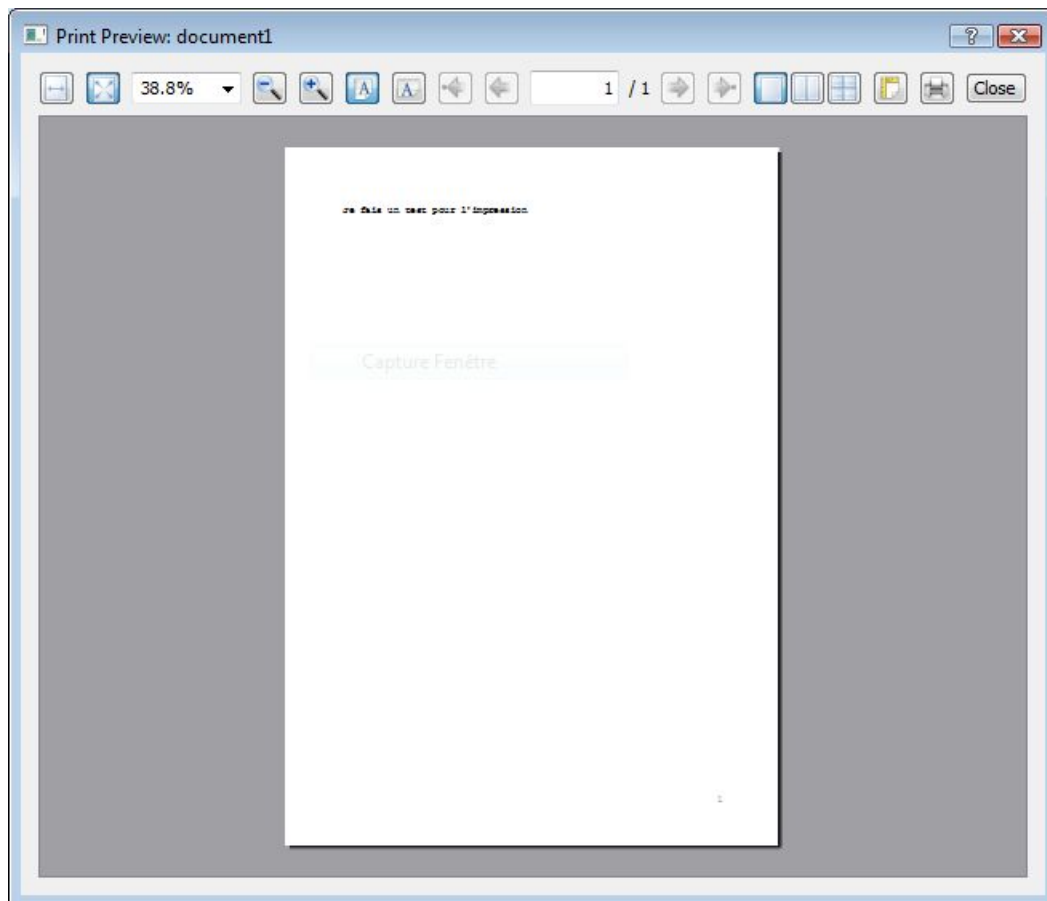 Print Preview: document1
38.8% 1 / 1 Close
Je fais un test pour l'impression
Capture Fenêtre
1